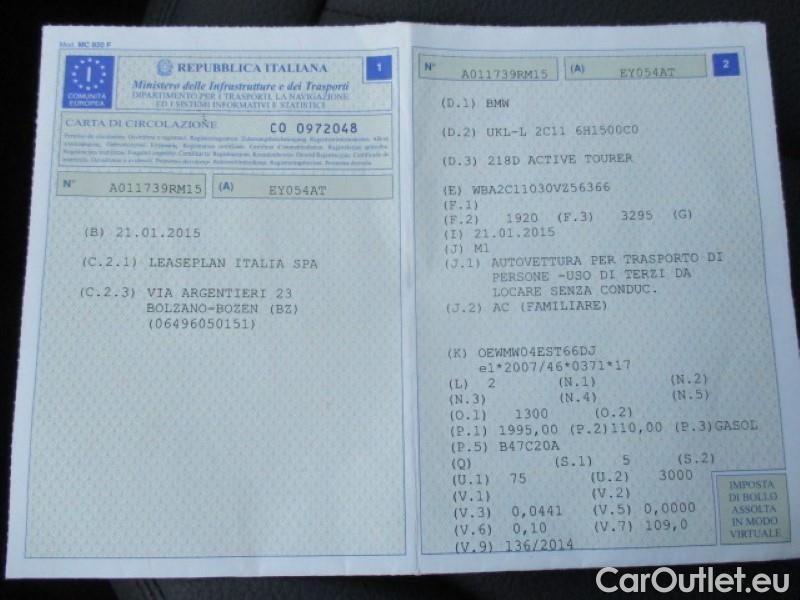 Mod. MC 820 F
I
COMUNITÀ
EUROPEA
REPUBBLICA ITALIANA
1
Ministero delle Infrastrutture e dei Trasporti
DIPARTIMENTO PER I TRASPORTI, LA NAVIGAZIONE
ED I SISTEMI INFORMATIVI E STATISTICI
CARTA DI CIRCOLAZIONE CO 0972048
N° A011739RM15 (A) EY054AT
(B) 21.01.2015
(C.2.1) LEASEPLAN ITALIA SPA
(C.2.3) VIA ARGENTIERI 23
BOLZANO-BOZEN (BZ)
(06496050151)
N° A011739RM15 (A) EY054AT 2
(D.1) BMW
(D.2) UKL-L 2C11 6H1500C0
(D.3) 218D ACTIVE TOURER
(E) WBA2C11030VZ56366
(F.1)
(F.2) 1920 (F.3) 3295 (G)
(I) 21.01.2015
(J) M1
(J.1) AUTOVETTURA PER TRASPORTO DI
PERSONE -USO DI TERZI DA
LOCARE SENZA CONDUC.
(J.2) AC (FAMILIARE)
(K) OEWMW04EST66DJ
e1*2007/46*0371*17
(L) 2 (N.1) (N.2)
(N.3) (N.4) (N.5)
(O.1) 1300 (O.2)
(P.1) 1995,00 (P.2)110,00 (P.3)GASOL
(P.5) B47C20A
(Q) (S.1) 5 (S.2)
(U.1) 75 (U.2) 3000
(V.1) (V.2)
(V.3) 0,0441 (V.5) 0,0000
(V.6) 0,10 (V.7) 109,0
(V.9) 136/2014
IMPOSTA
DI BOLLO
ASSOLTA
IN MODO
VIRTUALE
CarOutlet.eu